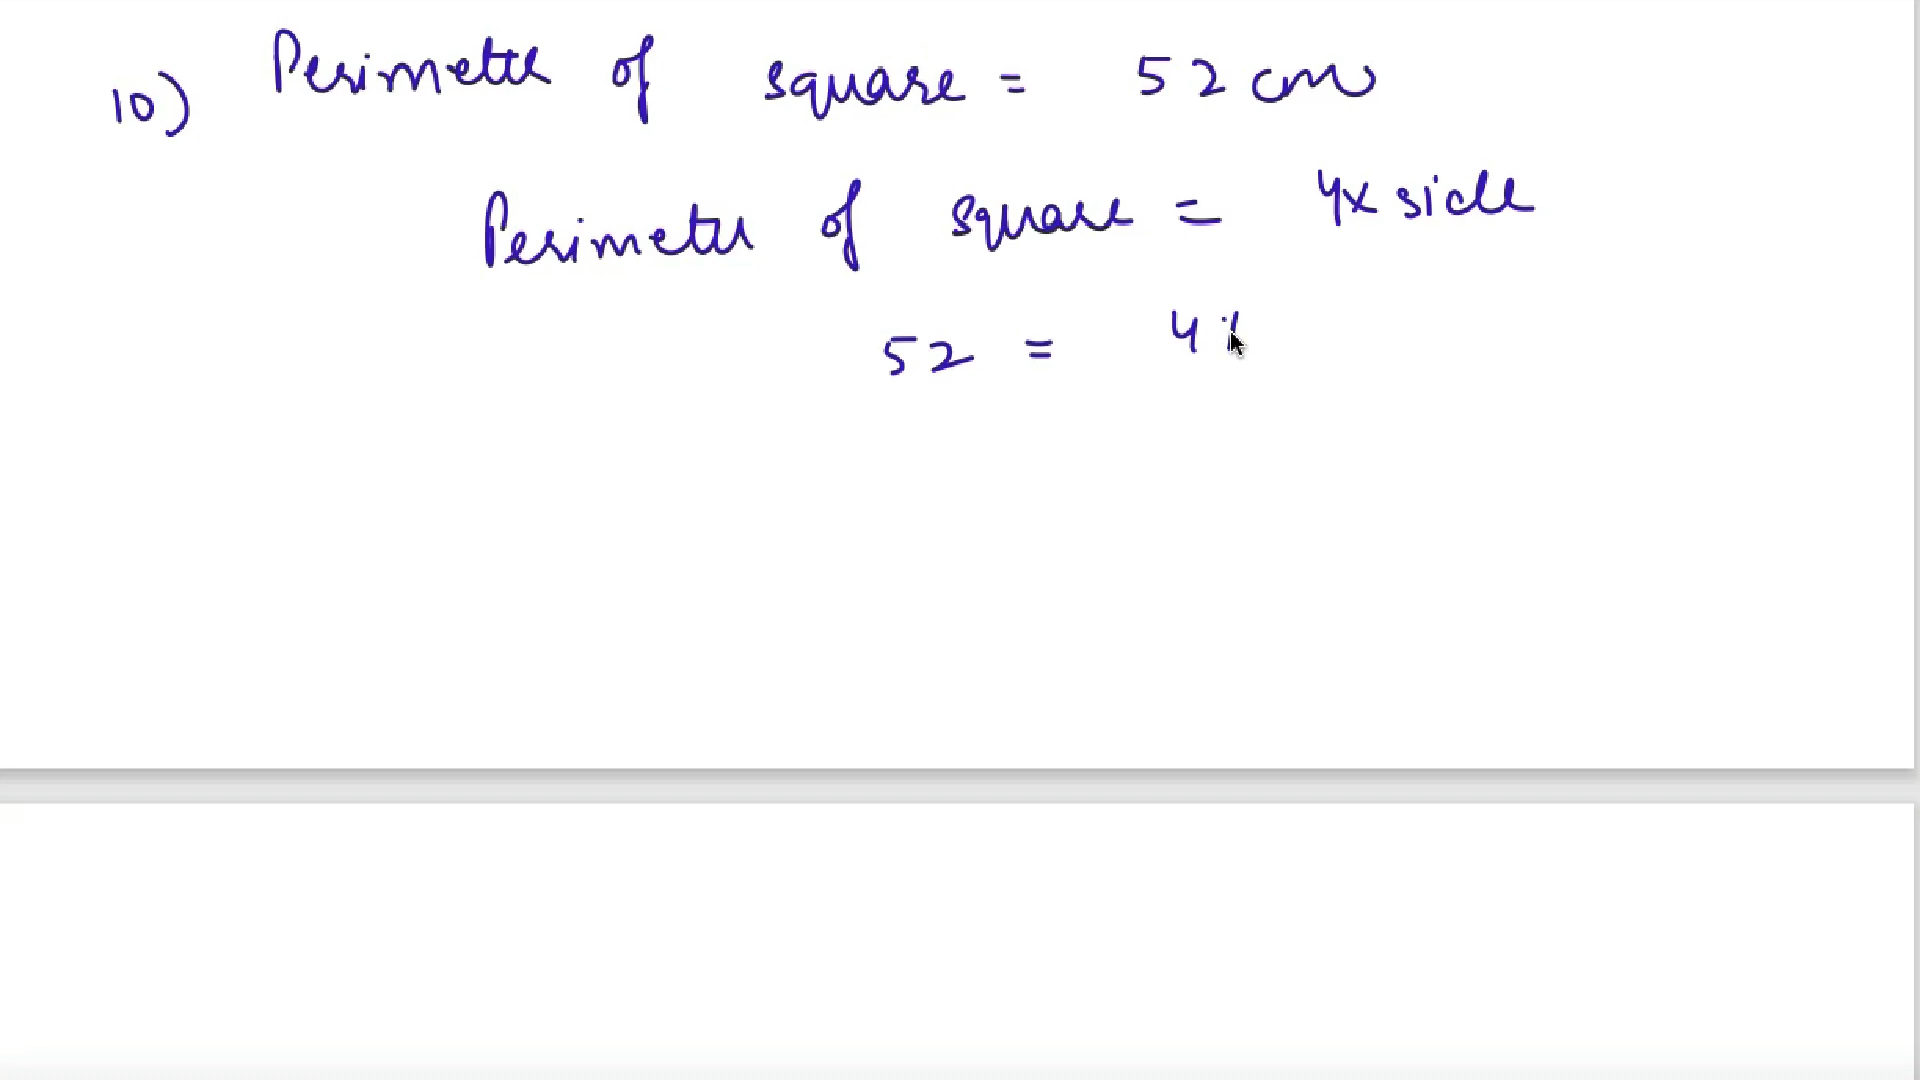 10) Perimeter of square = 52 cm
Perimeter of square = 4x side
52 = 4